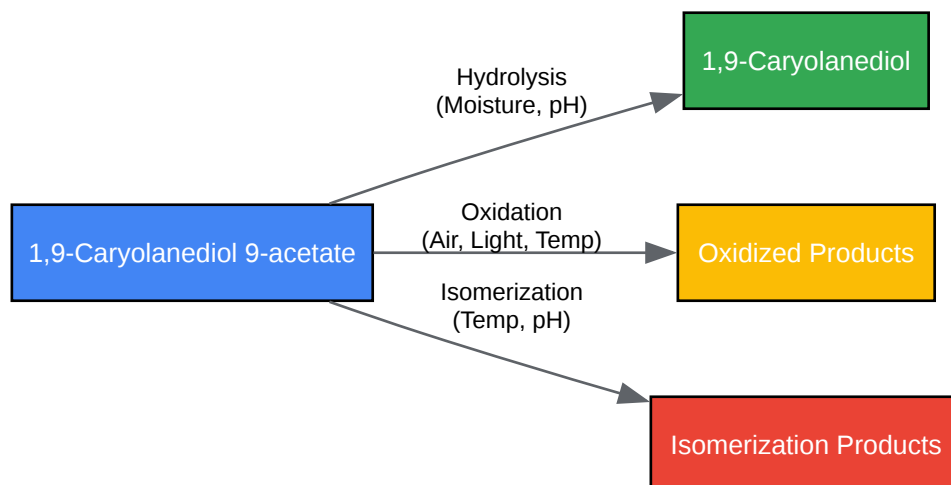 1,9-Caryolanediol
Hydrolysis
(Moisture, pH)
1,9-Caryolanediol 9-acetate
Oxidation
(Air, Light, Temp)
Oxidized Products
Isomerization
(Temp, pH)
Isomerization Products